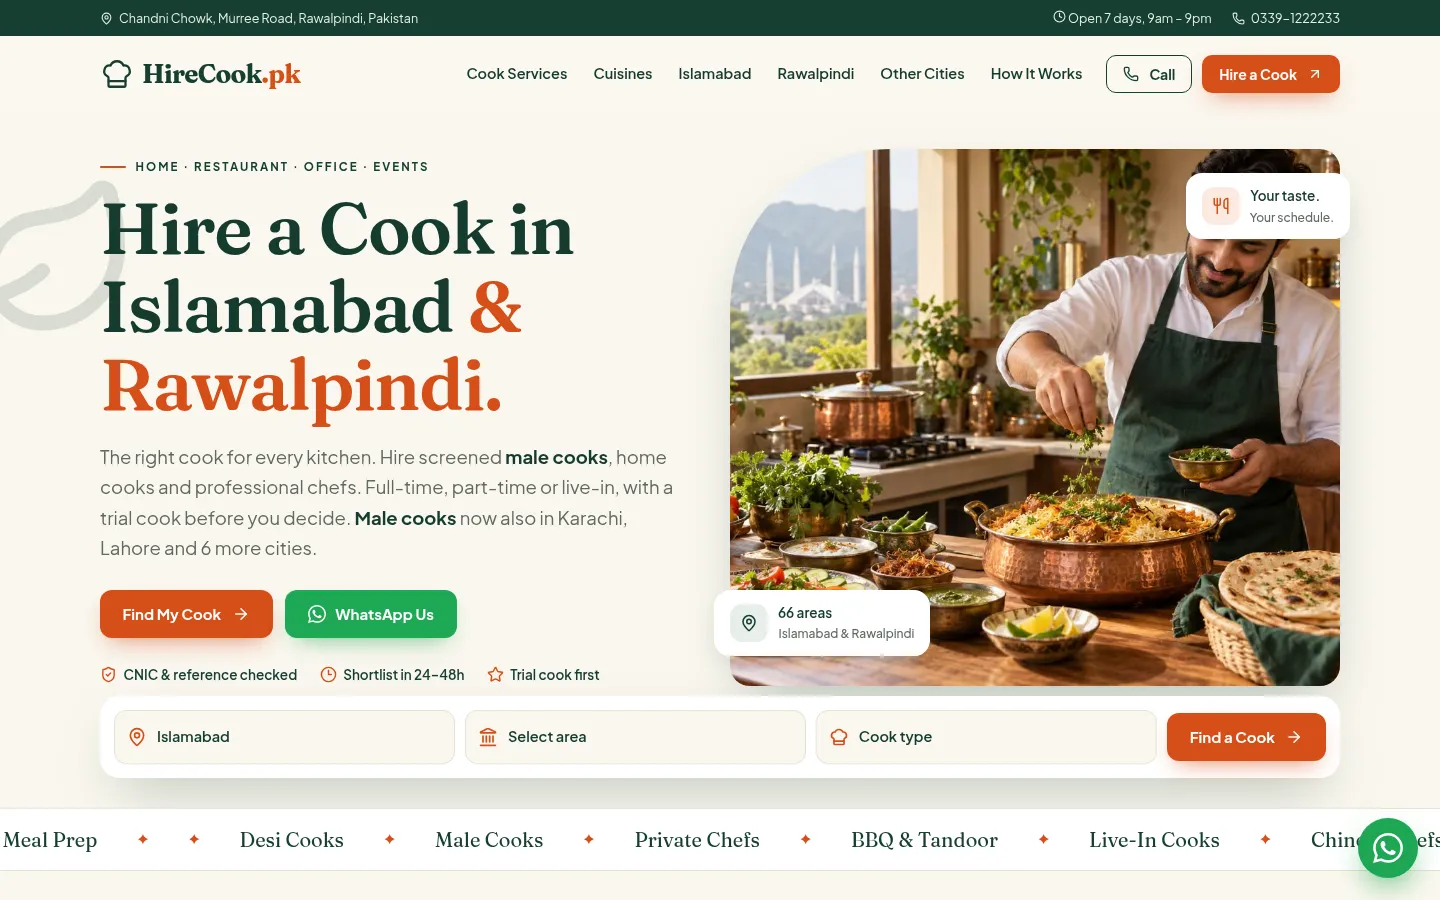 Chandni Chowk, Murree Road, Rawalpindi, Pakistan
Open 7 days, 9am – 9pm
0339-1222233
HireCook.pk
Cook Services
Cuisines
Islamabad
Rawalpindi
Other Cities
How It Works
Call
Hire a Cook
HOME · RESTAURANT · OFFICE · EVENTS
Hire a Cook in
Islamabad &
Rawalpindi.
The right cook for every kitchen. Hire screened male cooks, home
cooks and professional chefs. Full-time, part-time or live-in, with a
trial cook before you decide. Male cooks now also in Karachi,
Lahore and 6 more cities.
Find My Cook
WhatsApp Us
CNIC & reference checked
Shortlist in 24–48h
Trial cook first
Your taste.
Your schedule.
66 areas
Islamabad & Rawalpindi
Islamabad
Select area
Cook type
Find a Cook
Meal Prep
Desi Cooks
Male Cooks
Private Chefs
BBQ & Tandoor
Live-In Cooks